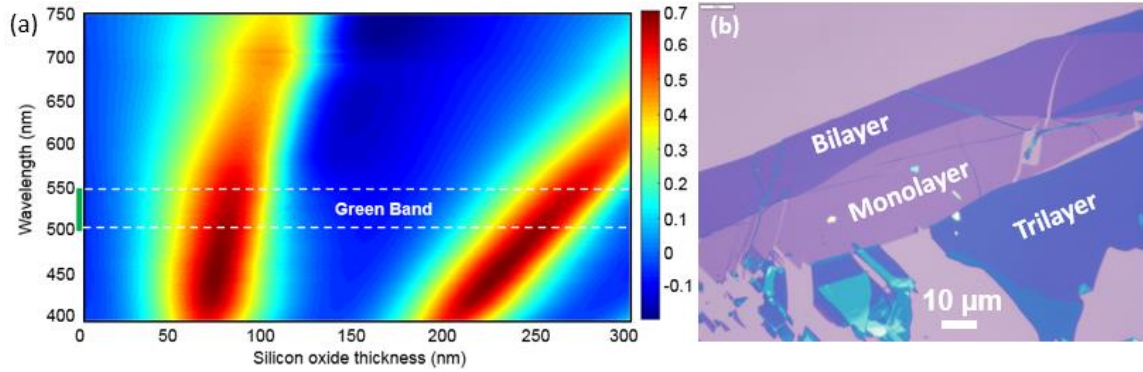 (a)
750
700
650
600
550
500
450
400
Wavelength (nm)
Green Band
0
50
100
150
200
250
300
Silicon oxide thickness (nm)
0.7
0.6
0.5
0.4
0.3
0.2
0.1
0
-0.1
(b)
Bilayer
Monolayer
Trilayer
10 μm